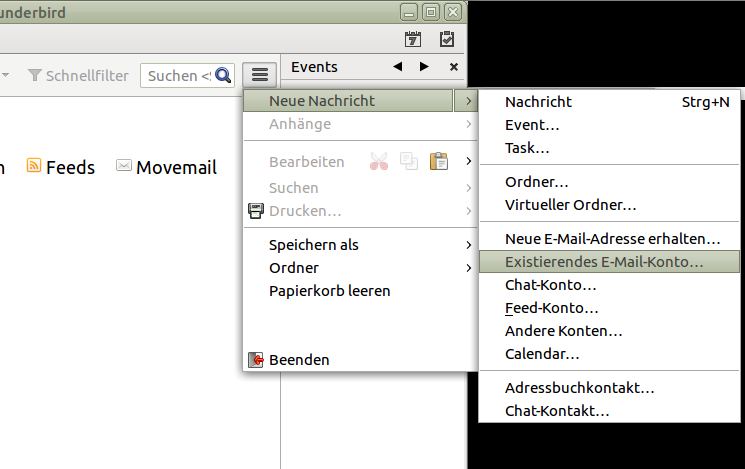 underbird
7
Schnellfilter
Suchen <S
Events
Feeds
Movemail
Neue Nachricht
Anhänge
Bearbeiten
Suchen
Drucken...
Speichern als
Ordner
Papierkorb leeren
Beenden
Nachricht Strg+N
Event...
Task...
Ordner...
Virtueller Ordner...
Neue E-Mail-Adresse erhalten...
Existierendes E-Mail-Konto...
Chat-Konto...
Feed-Konto...
Andere Konten...
Calendar...
Adressbuchkontakt...
Chat-Kontakt...